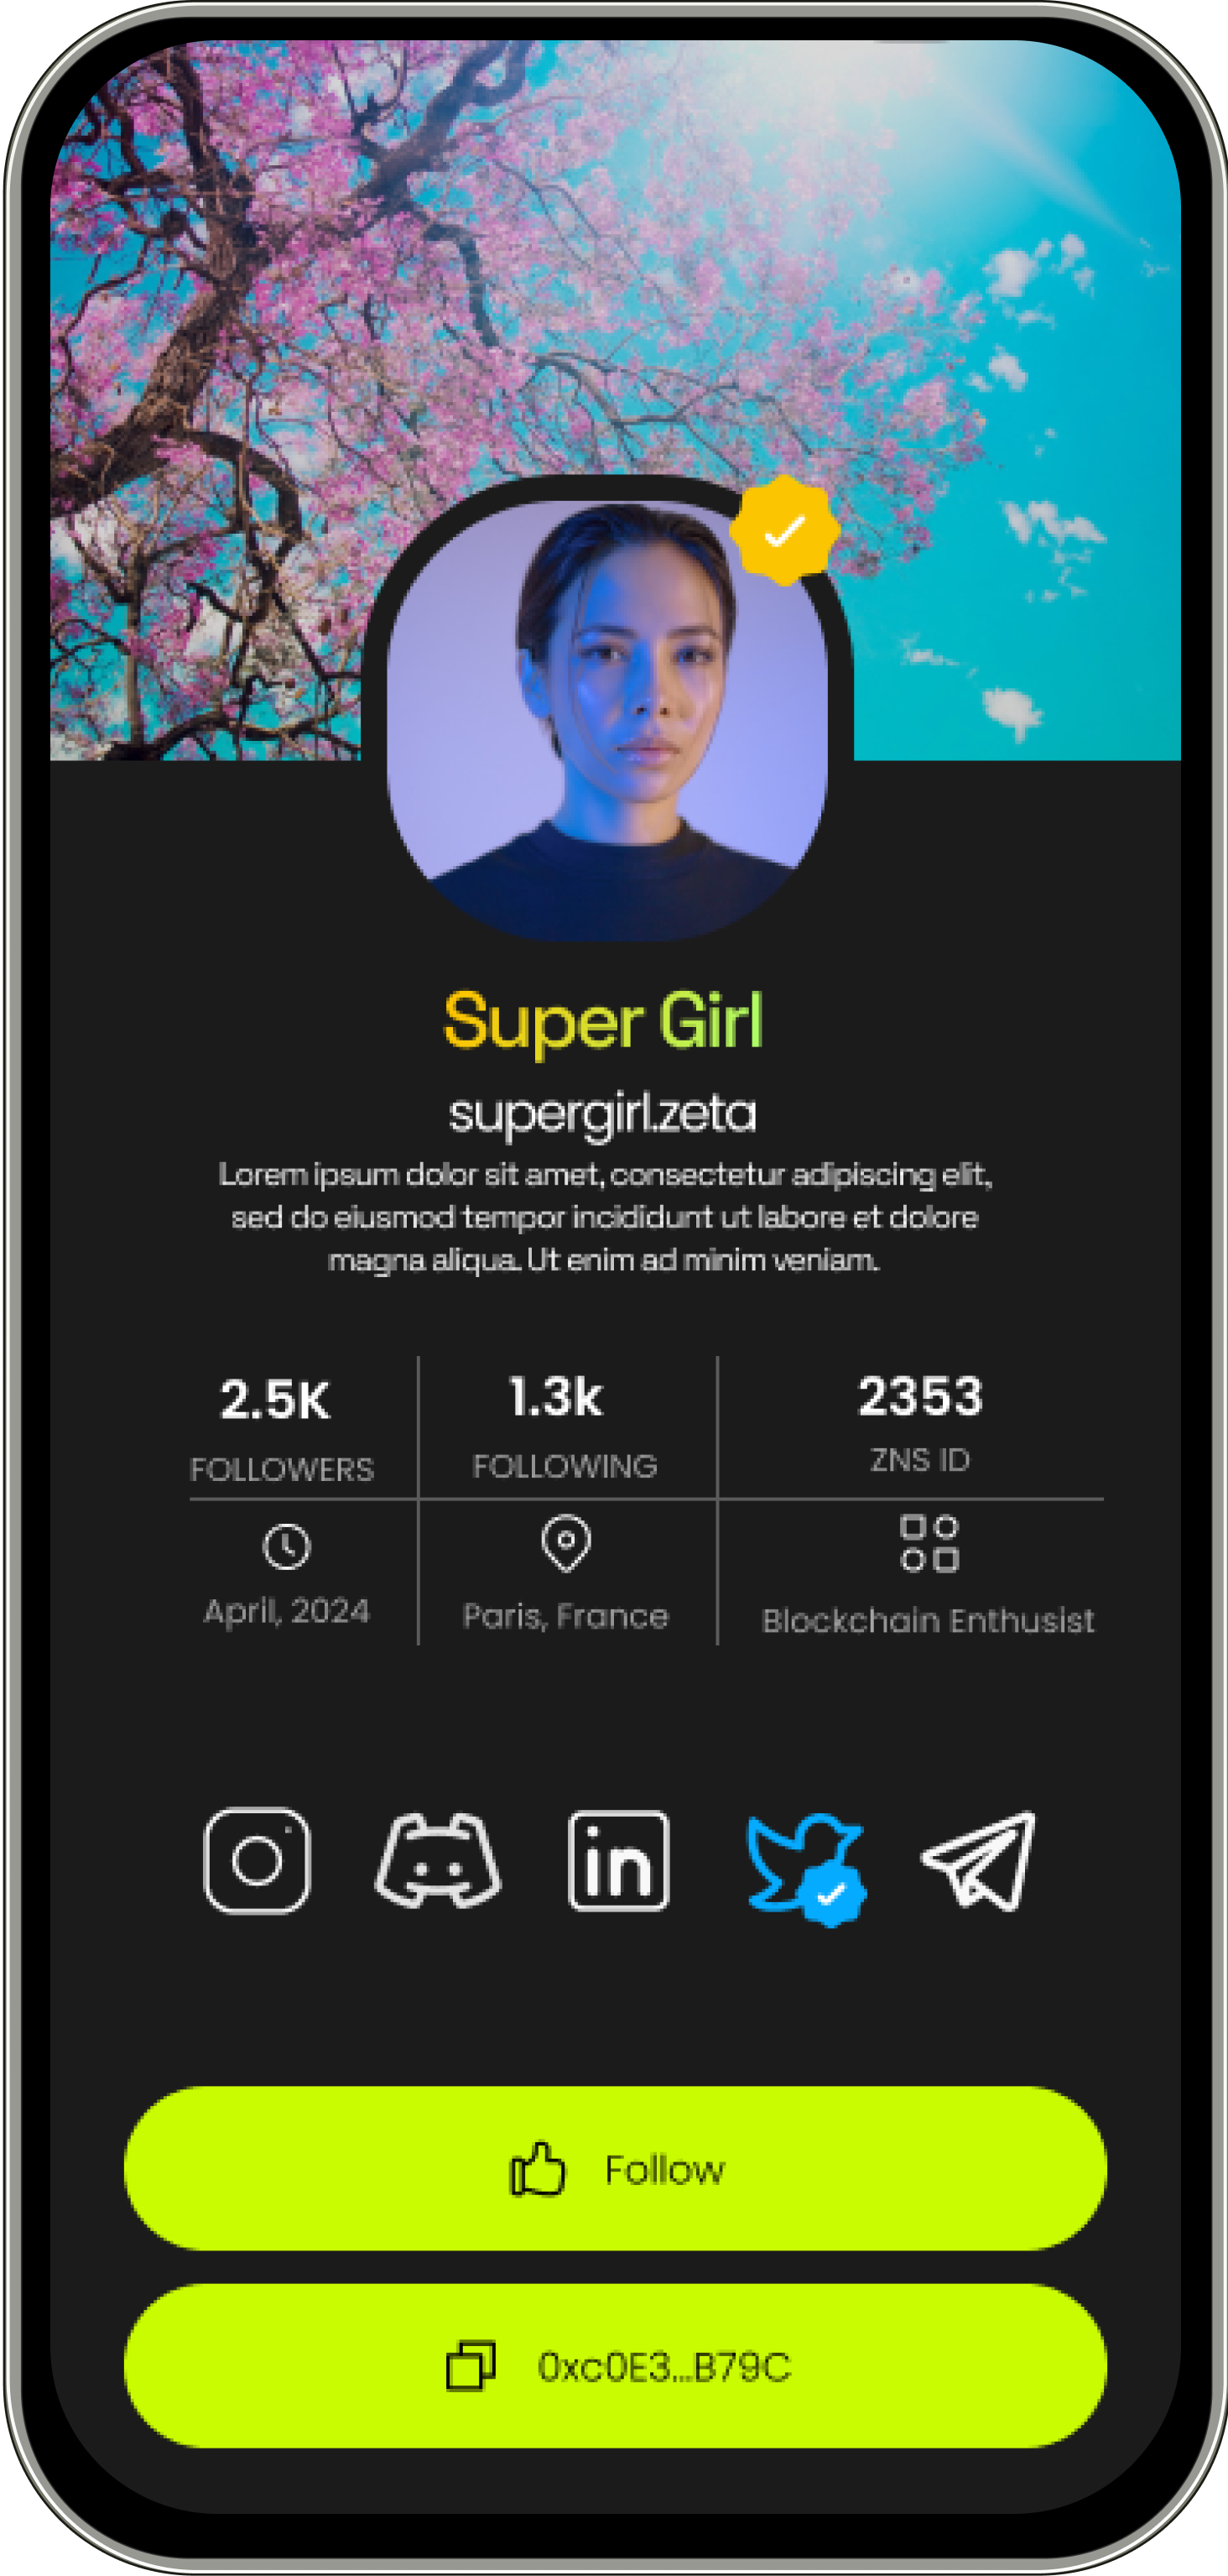 Super Girl
supergirl.zeta
Lorem ipsum dolor sit amet, consectetur adipiscing elit,
sed do eiusmod tempor incididunt ut labore et dolore
magna aliqua. Ut enim ad minim veniam.
2.5K
1.3k
2353
FOLLOWERS
FOLLOWING
ZNS ID
April, 2024
Paris, France
Blockchain Enthusist
in
Follow
0xc0E3...B79C